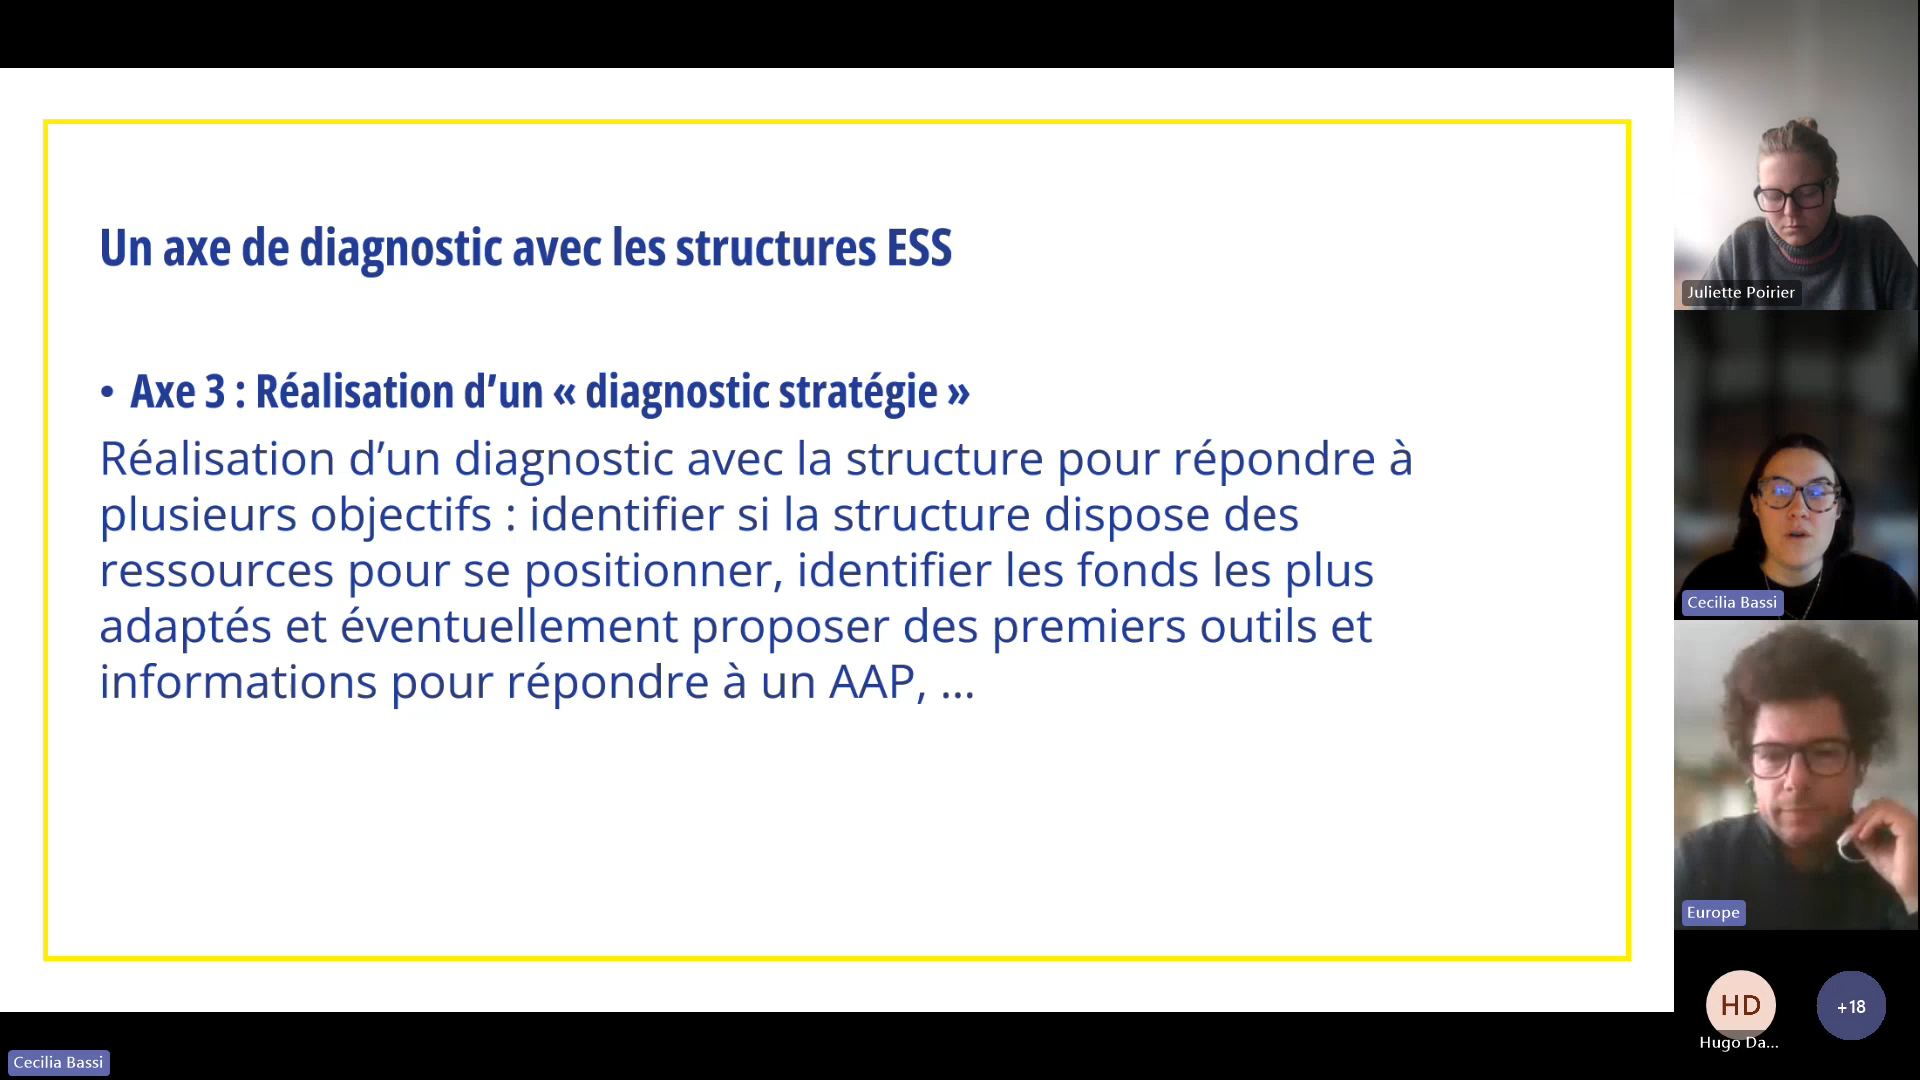 Un axe de diagnostic avec les structures ESS
• Axe 3 : Réalisation d’un « diagnostic stratégie »
Réalisation d’un diagnostic avec la structure pour répondre à
plusieurs objectifs : identifier si la structure dispose des
ressources pour se positionner, identifier les fonds les plus
adaptés et éventuellement proposer des premiers outils et
informations pour répondre à un AAP, ...
Cecilia Bassi
Juliette Poirier
Cecilia Bassi
Europe
HD
Hugo Da...
+18